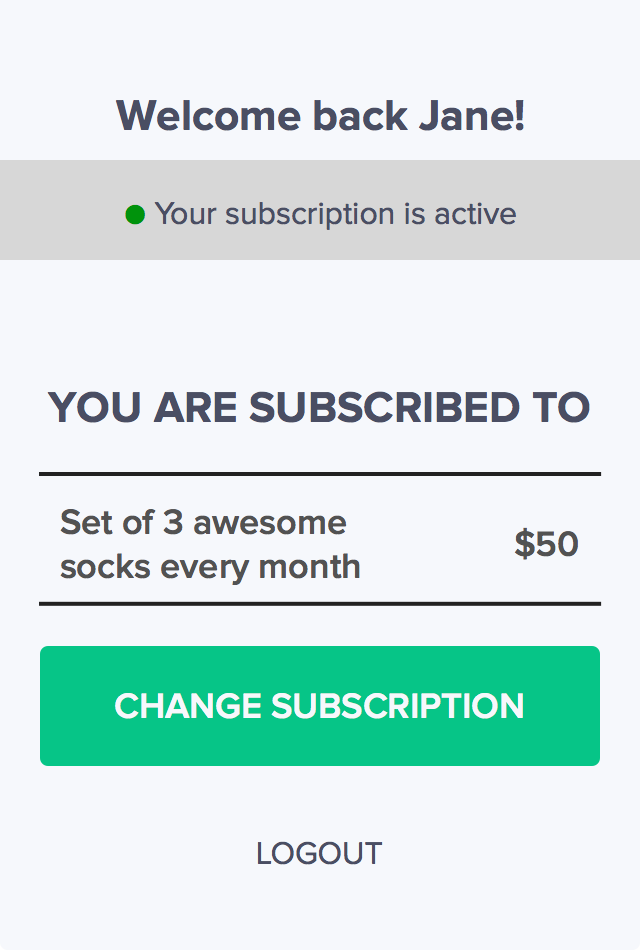 Welcome back Jane!
Your subscription is active
YOU ARE SUBSCRIBED TO
Set of 3 awesome
socks every month
$50
CHANGE SUBSCRIPTION
LOGOUT